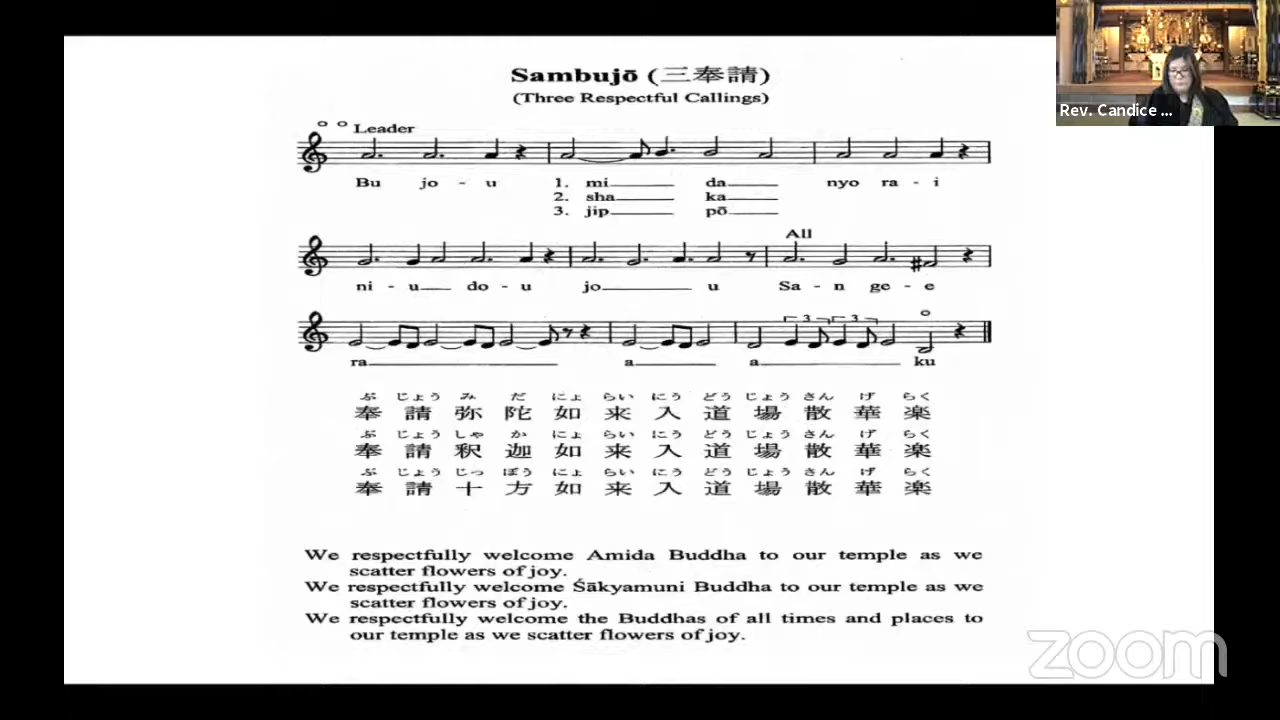 Sambujō (三奉請)
(Three Respectful Callings)
Leader
Bu jo - u 1. mi da nyo ra - i
2. sha ka
3. jip pō
All
ni - u do - u jo u Sa - n ge - e
3 3
ra a a ku
ぶ じょう み だ にょ らい にう どう じょう さん げ らく
奉 請 弥 陀 如 来 入 道 場 散 華 楽
ぶ じょう しゃ か にょ らい にう どう じょう さん げ らく
奉 請 釈 迦 如 来 入 道 場 散 華 楽
ぶ じょう じっ ぽう にょ らい にう どう じょう さん げ らく
奉 請 十 方 如 来 入 道 場 散 華 楽
We respectfully welcome Amida Buddha to our temple as we
scatter flowers of joy.
We respectfully welcome Śākyamuni Buddha to our temple as we
scatter flowers of joy.
We respectfully welcome the Buddhas of all times and places to
our temple as we scatter flowers of joy.
Rev. Candice ...
zoom